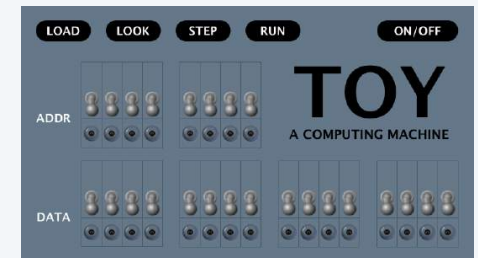 LOAD LOOK STEP RUN ON/OFF
TOY
A COMPUTING MACHINE
ADDR
DATA